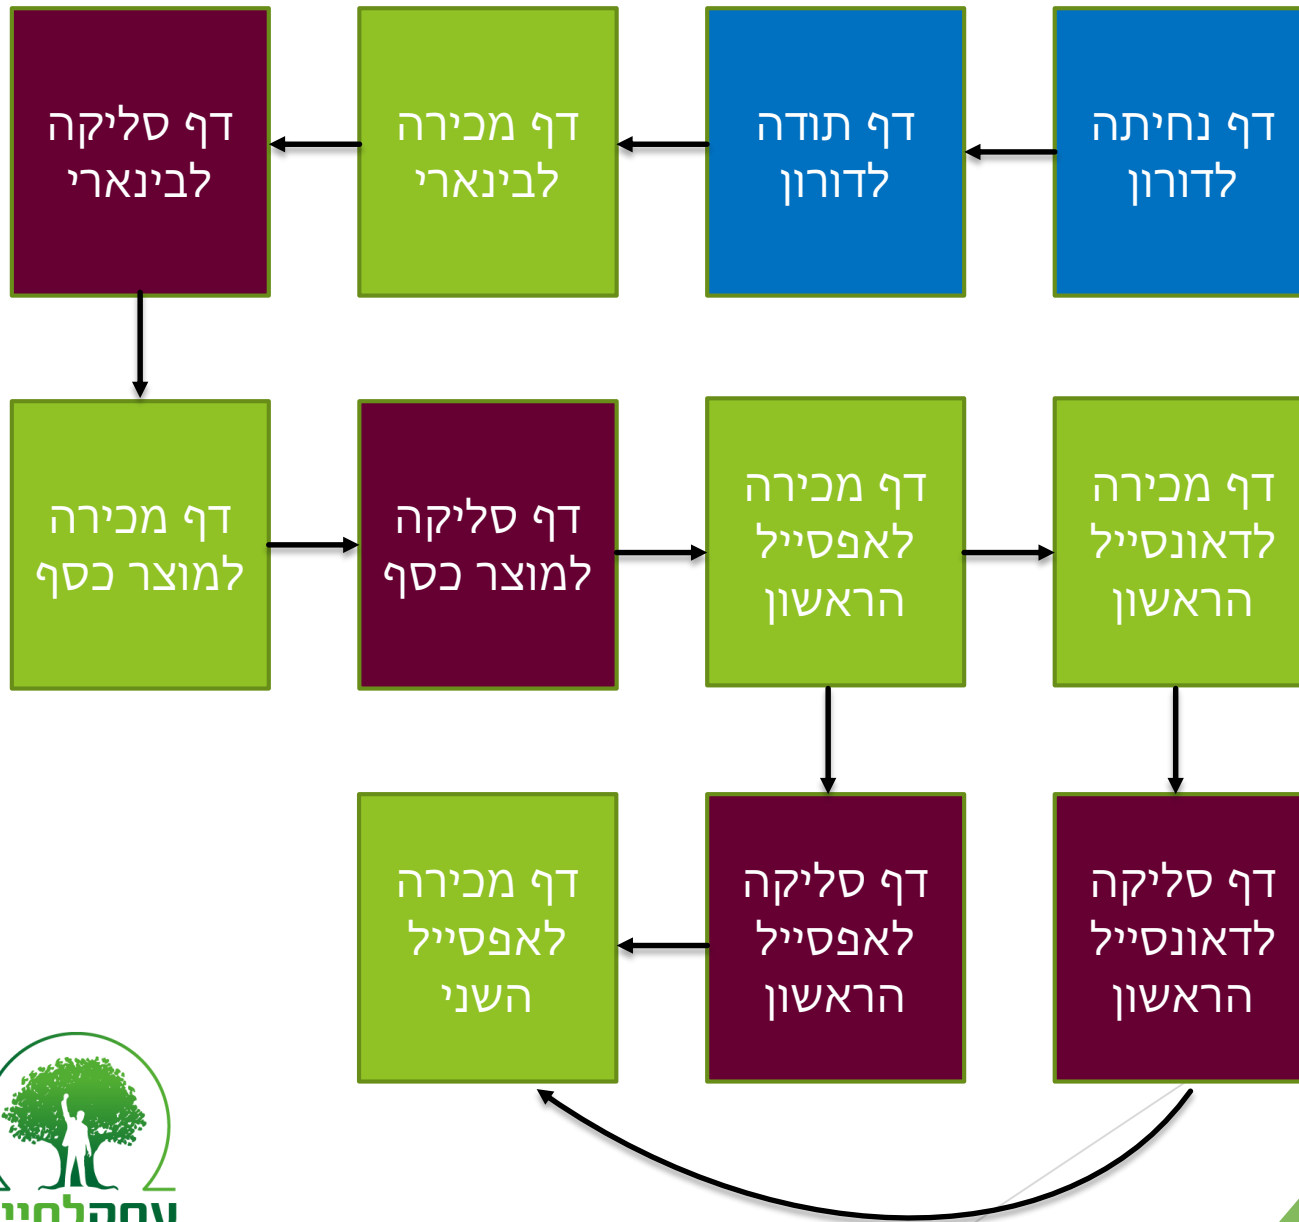 דף נחיתה
לדורון
דף תודה
לדורון
דף מכירה
לבינארי
דף סליקה
לבינארי
דף מכירה
למוצר כסף
דף סליקה
למוצר כסף
דף מכירה
לאפסייל
הראשון
דף מכירה
לדאונסייל
הראשון
דף סליקה
לדאונסייל
הראשון
דף סליקה
לאפסייל
הראשון
דף מכירה
לאפסייל
השני